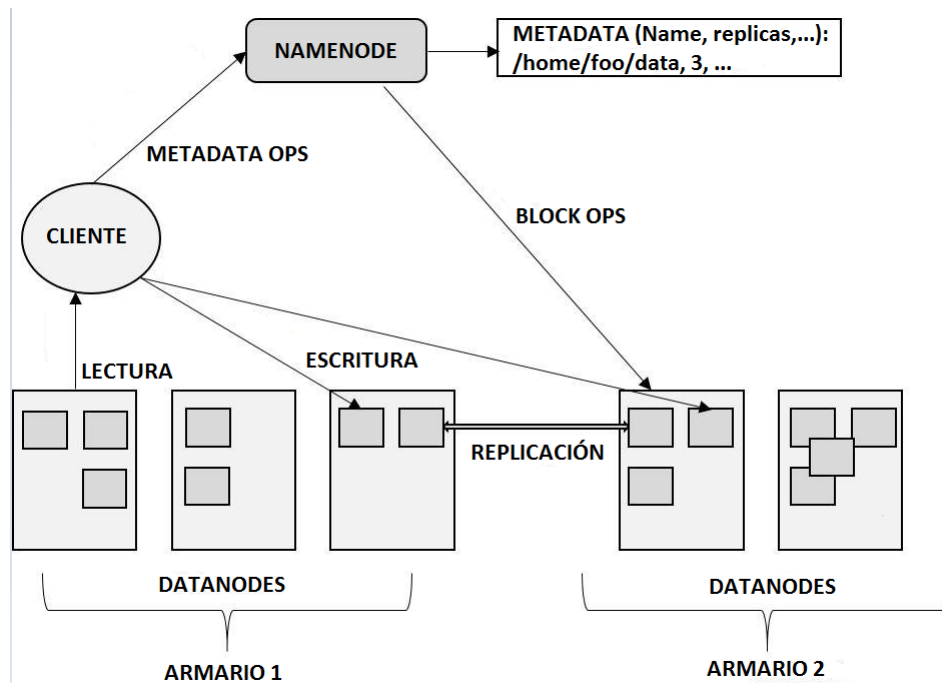 NAMENODE
METADATA (Name, replicas,...):
/home/foo/data, 3, ...
METADATA OPS
CLIENTE
BLOCK OPS
LECTURA
ESCRITURA
REPLICACIÓN
DATANODES
DATANODES
ARMARIO 1
ARMARIO 2